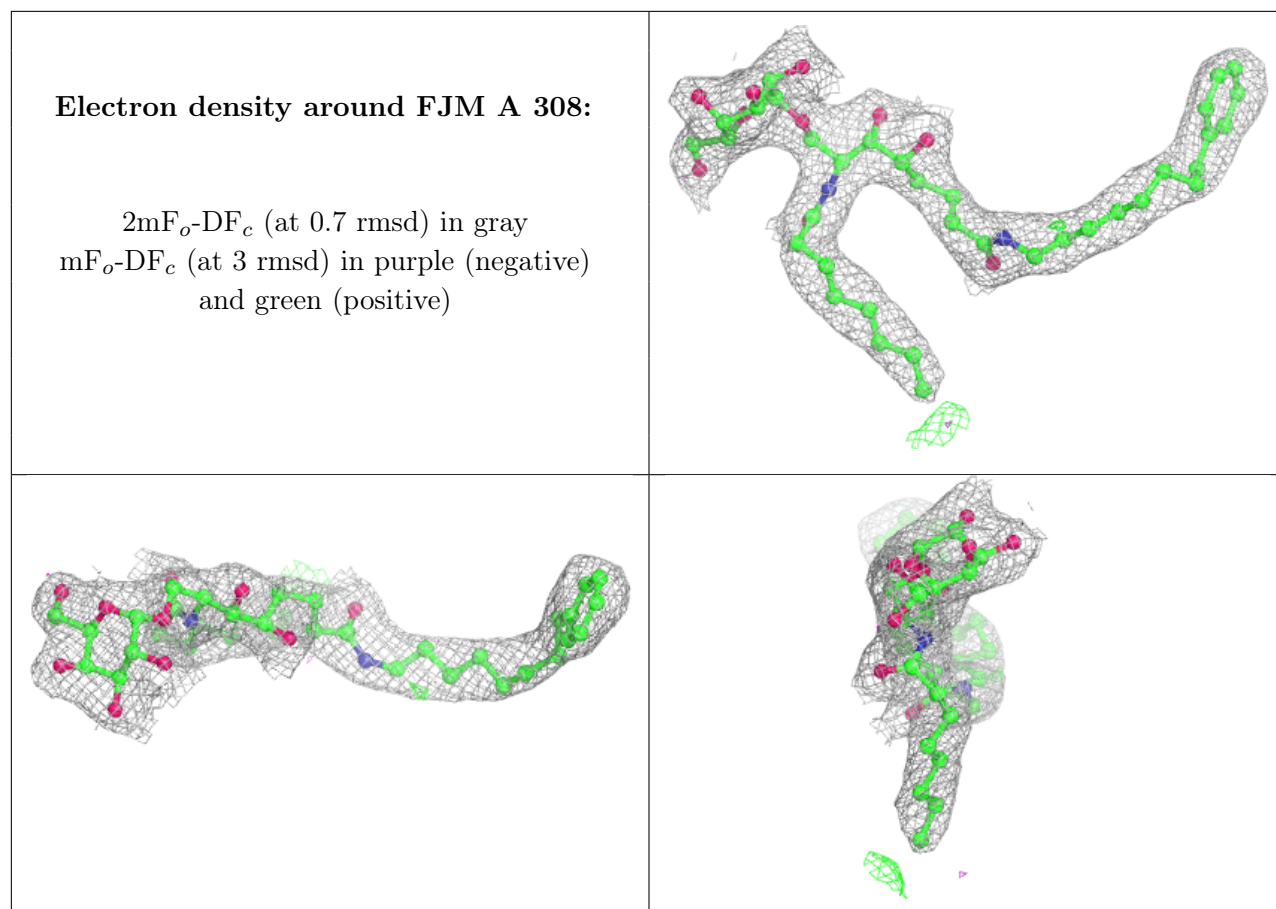 Electron density around FJM A 308:
2mFo-DFc (at 0.7 rmsd) in gray
mFo-DFc (at 3 rmsd) in purple (negative)
and green (positive)